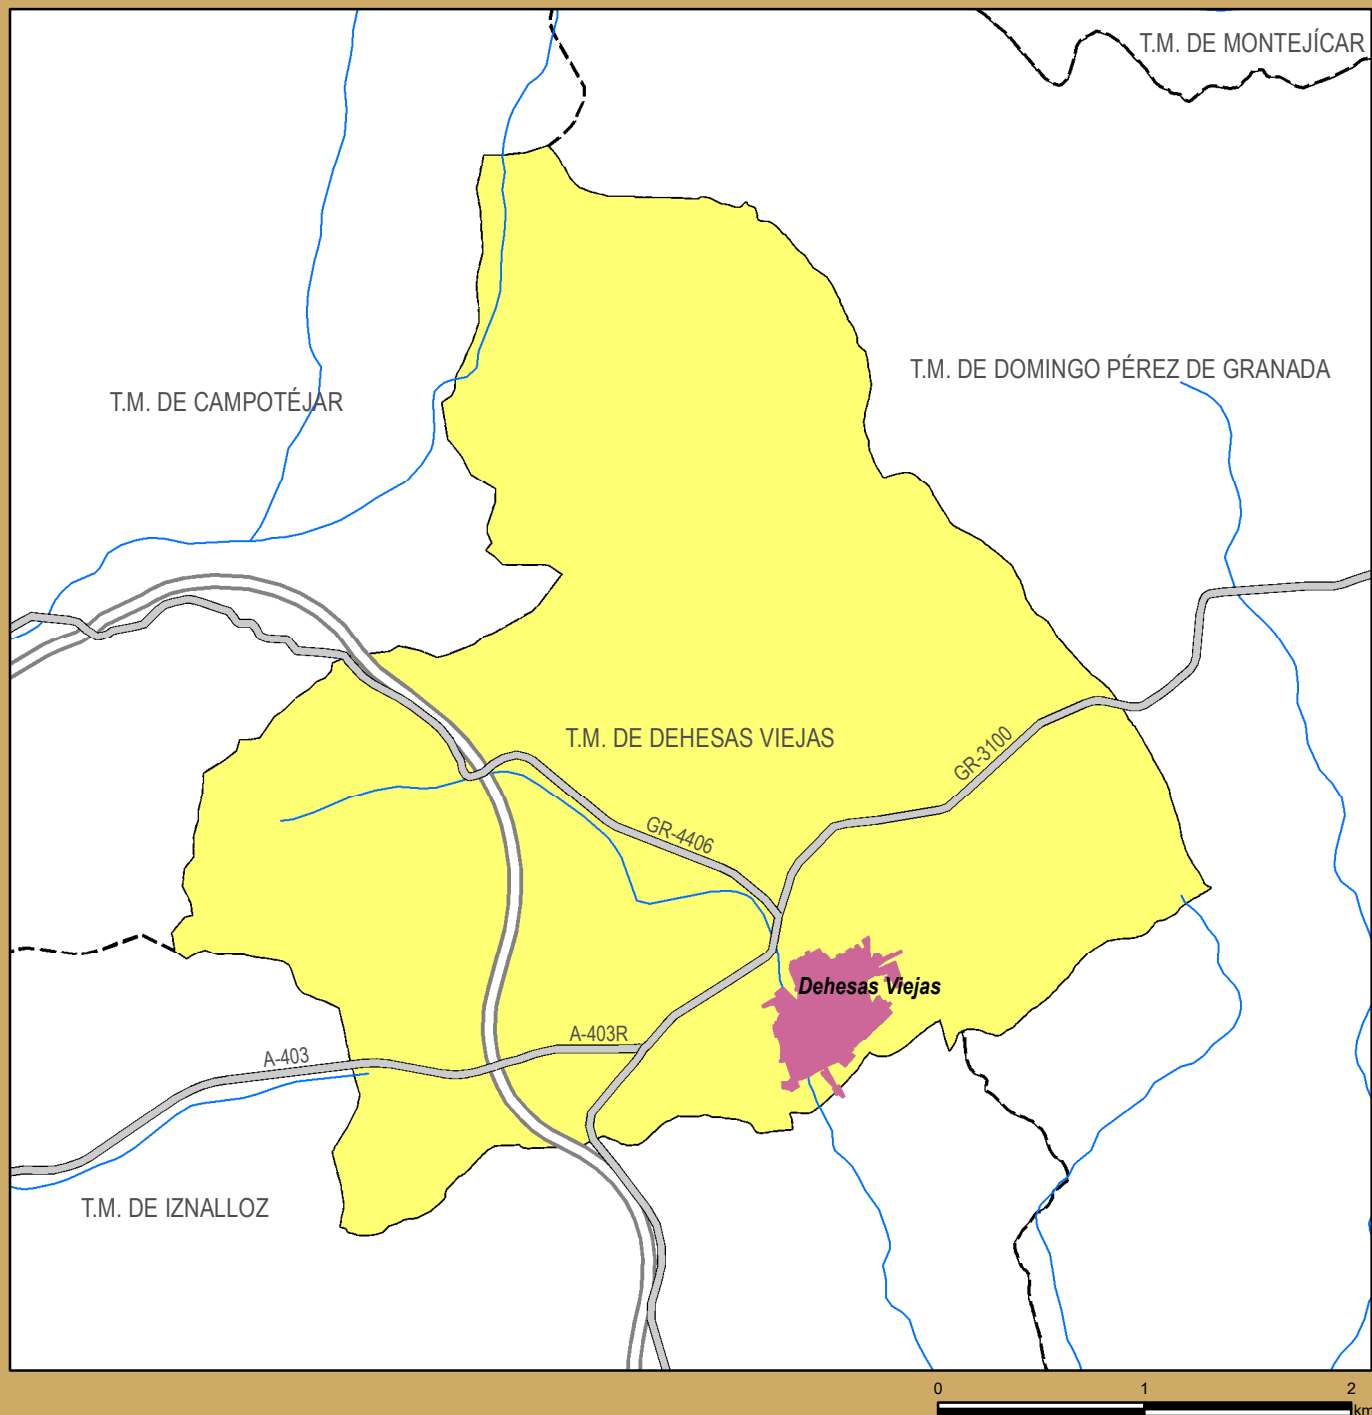 T.M. DE MONTEJÍCAR
T.M. DE DOMINGO PÉREZ DE GRANADA
T.M. DE CAMPOTÉJAR
T.M. DE DEHESAS VIEJAS
GR-3100
GR-4406
Dehesas Viejas
A-403R
A-403
T.M. DE IZNALLOZ
0 1 2
km